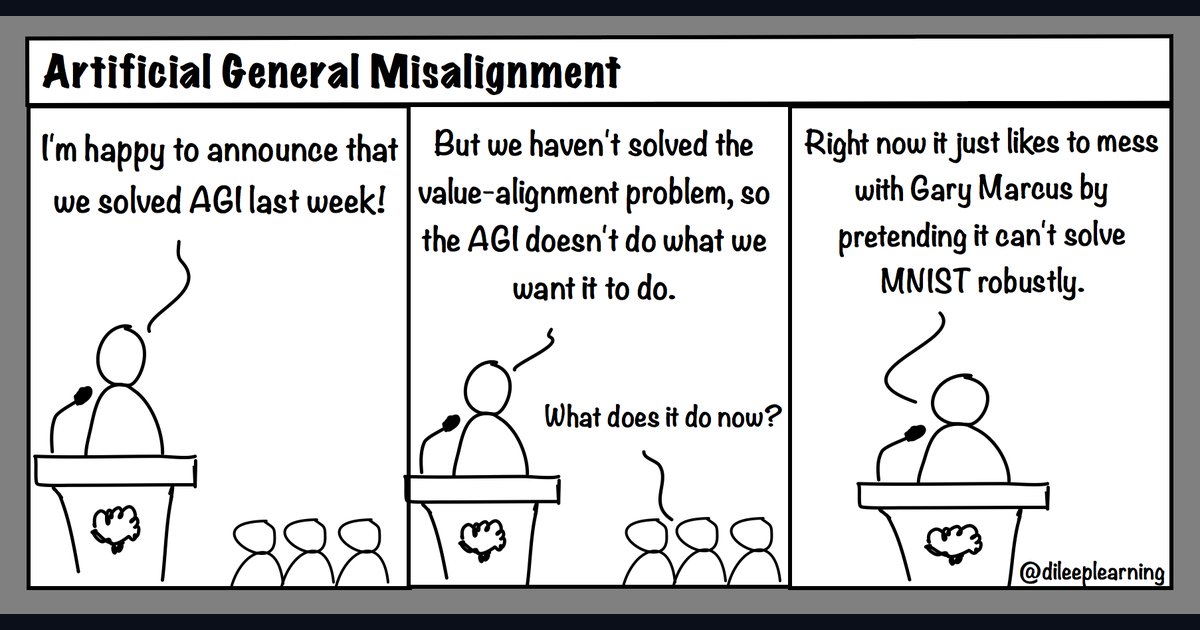 Artificial General Misalignment
I'm happy to announce that
we solved AGI last week!
But we haven't solved the
value-alignment problem, so
the AGI doesn't do what we
want it to do.
What does it do now?
Right now it just likes to mess
with Gary Marcus by
pretending it can't solve
MNIST robustly.
@dileeplearning